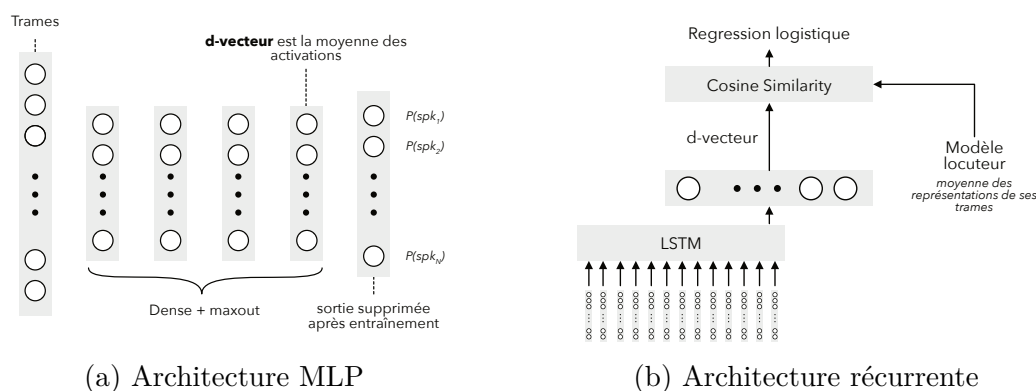 Trames
d-vecteur est la moyenne des
activations
P(spk₁)
P(spk₂)
P(spk_N)
Dense + maxout
sortie supprimée
après entraînement
(a) Architecture MLP
Regression logistique
Cosine Similarity
d-vecteur
Modèle
locuteur
moyenne des
représentations de ses
trames
LSTM
(b) Architecture récurrente